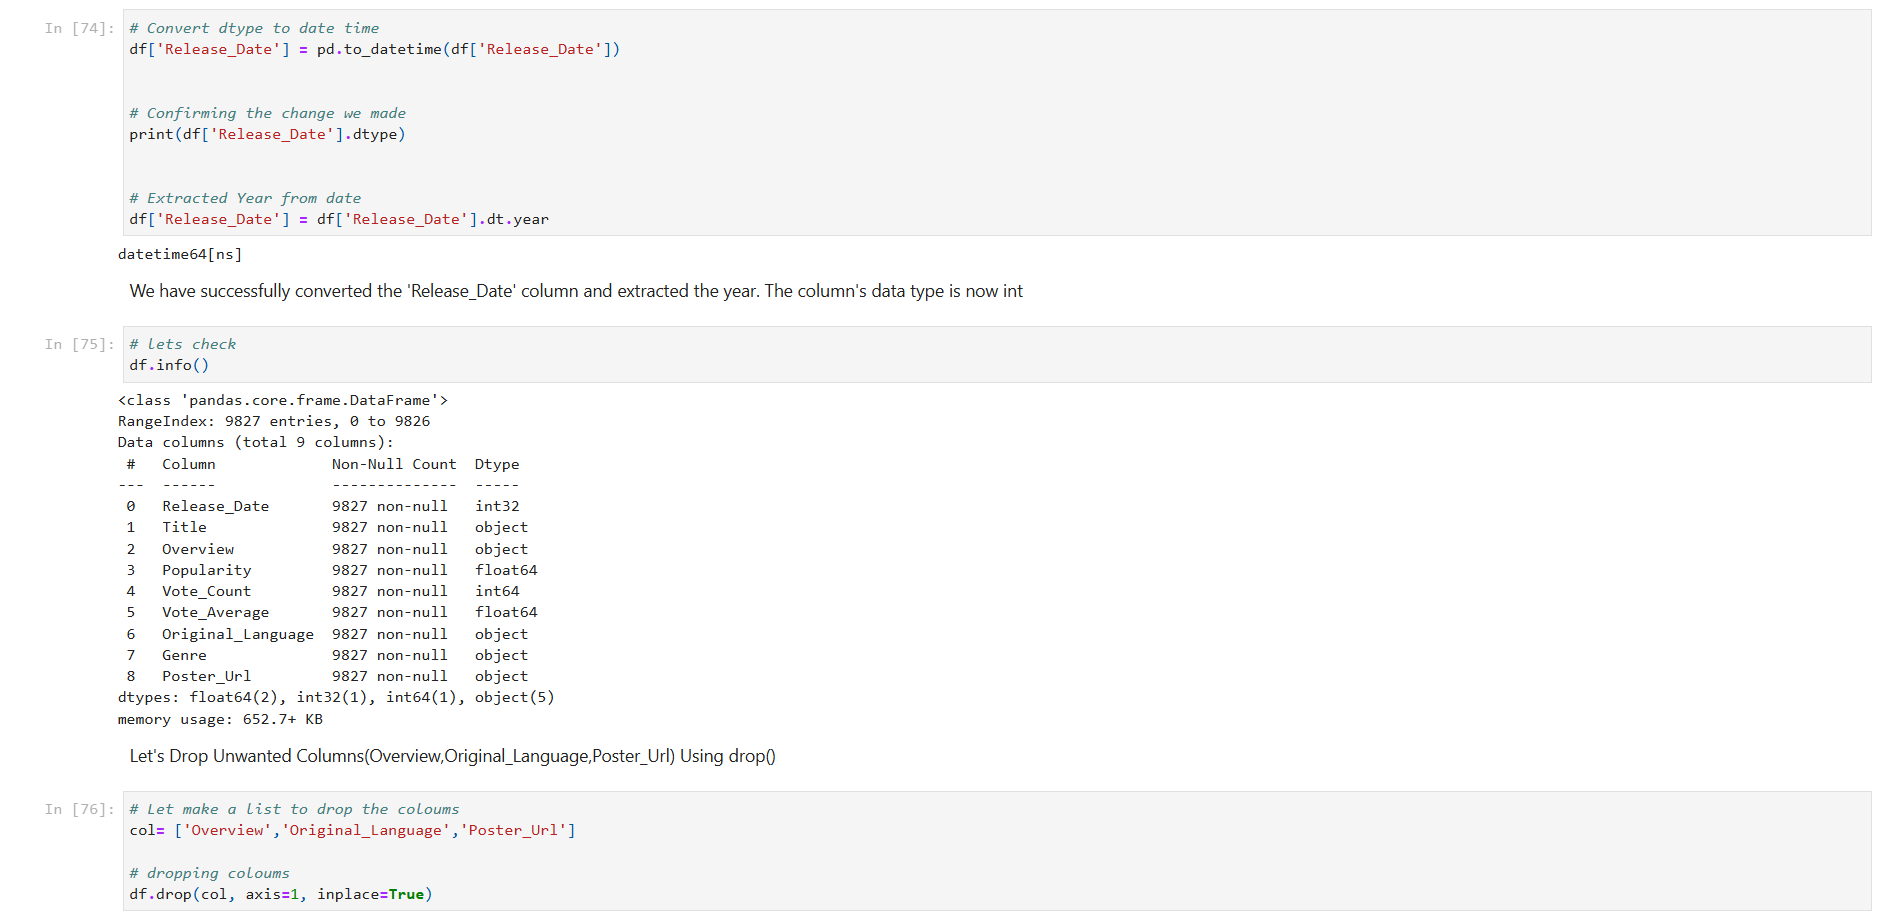 In [74]: # Convert dtype to date time
df['Release_Date'] = pd.to_datetime(df['Release_Date'])
# Confirming the change we made
print(df['Release_Date'].dtype)
# Extracted Year from date
df['Release_Date'] = df['Release_Date'].dt.year
datetime64[ns]
We have successfully converted the 'Release_Date' column and extracted the year. The column's data type is now int
In [75]: # lets check
df.info()
<class 'pandas.core.frame.DataFrame'>
RangeIndex: 9827 entries, 0 to 9826
Data columns (total 9 columns):
 #   Column             Non-Null Count  Dtype
---  ------             --------------  -----
 0   Release_Date       9827 non-null   int32
 1   Title              9827 non-null   object
 2   Overview           9827 non-null   object
 3   Popularity         9827 non-null   float64
 4   Vote_Count         9827 non-null   int64
 5   Vote_Average       9827 non-null   float64
 6   Original_Language  9827 non-null   object
 7   Genre              9827 non-null   object
 8   Poster_Url         9827 non-null   object
dtypes: float64(2), int32(1), int64(1), object(5)
memory usage: 652.7+ KB
Let's Drop Unwanted Columns(Overview,Original_Language,Poster_Url) Using drop()
In [76]: # Let make a list to drop the coloums
col= ['Overview','Original_Language','Poster_Url']
# dropping coloums
df.drop(col, axis=1, inplace=True)